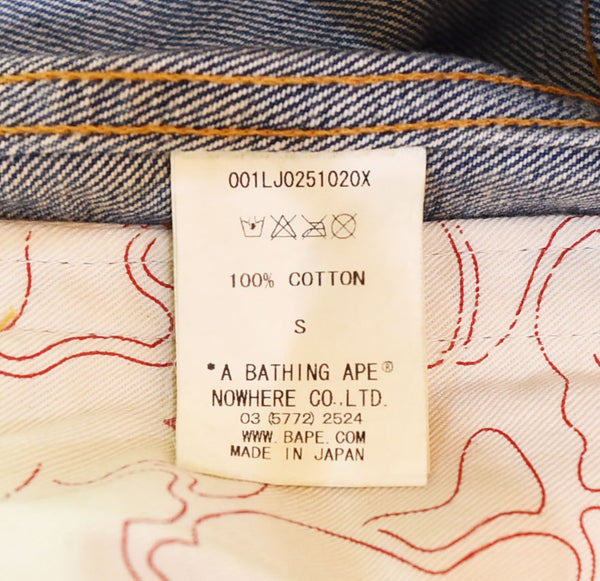 001LJ0251020X
100% COTTON
S
*A BATHING APE®
NOWHERE CO.,LTD.
03 (5772) 2524
WWW.BAPE.COM
MADE IN JAPAN